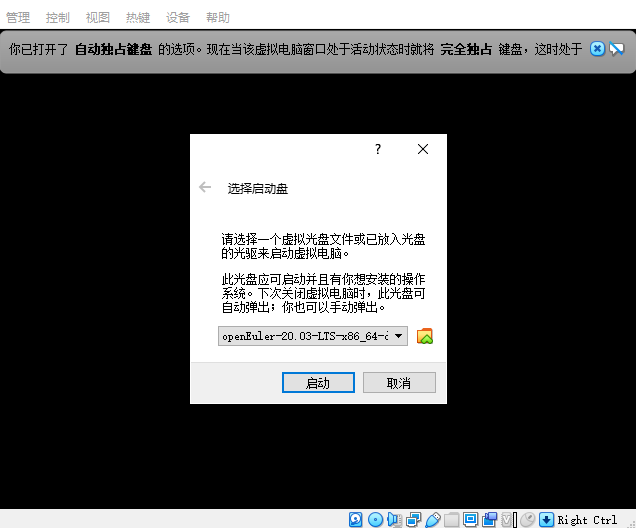 管理 控制 视图 热键 设备 帮助
你已打开了 自动独占键盘 的选项。现在当该虚拟电脑窗口处于活动状态时就将 完全独占 键盘，这时处于
?
选择启动盘
请选择一个虚拟光盘文件或已放入光盘
的光驱来启动虚拟电脑。
此光盘应可启动并且有你想安装的操作
系统。下次关闭虚拟电脑时，此光盘可
自动弹出；你也可以手动弹出。
openEuler-20.03-LTS-x86_64-
启动 取消
Right Ctrl